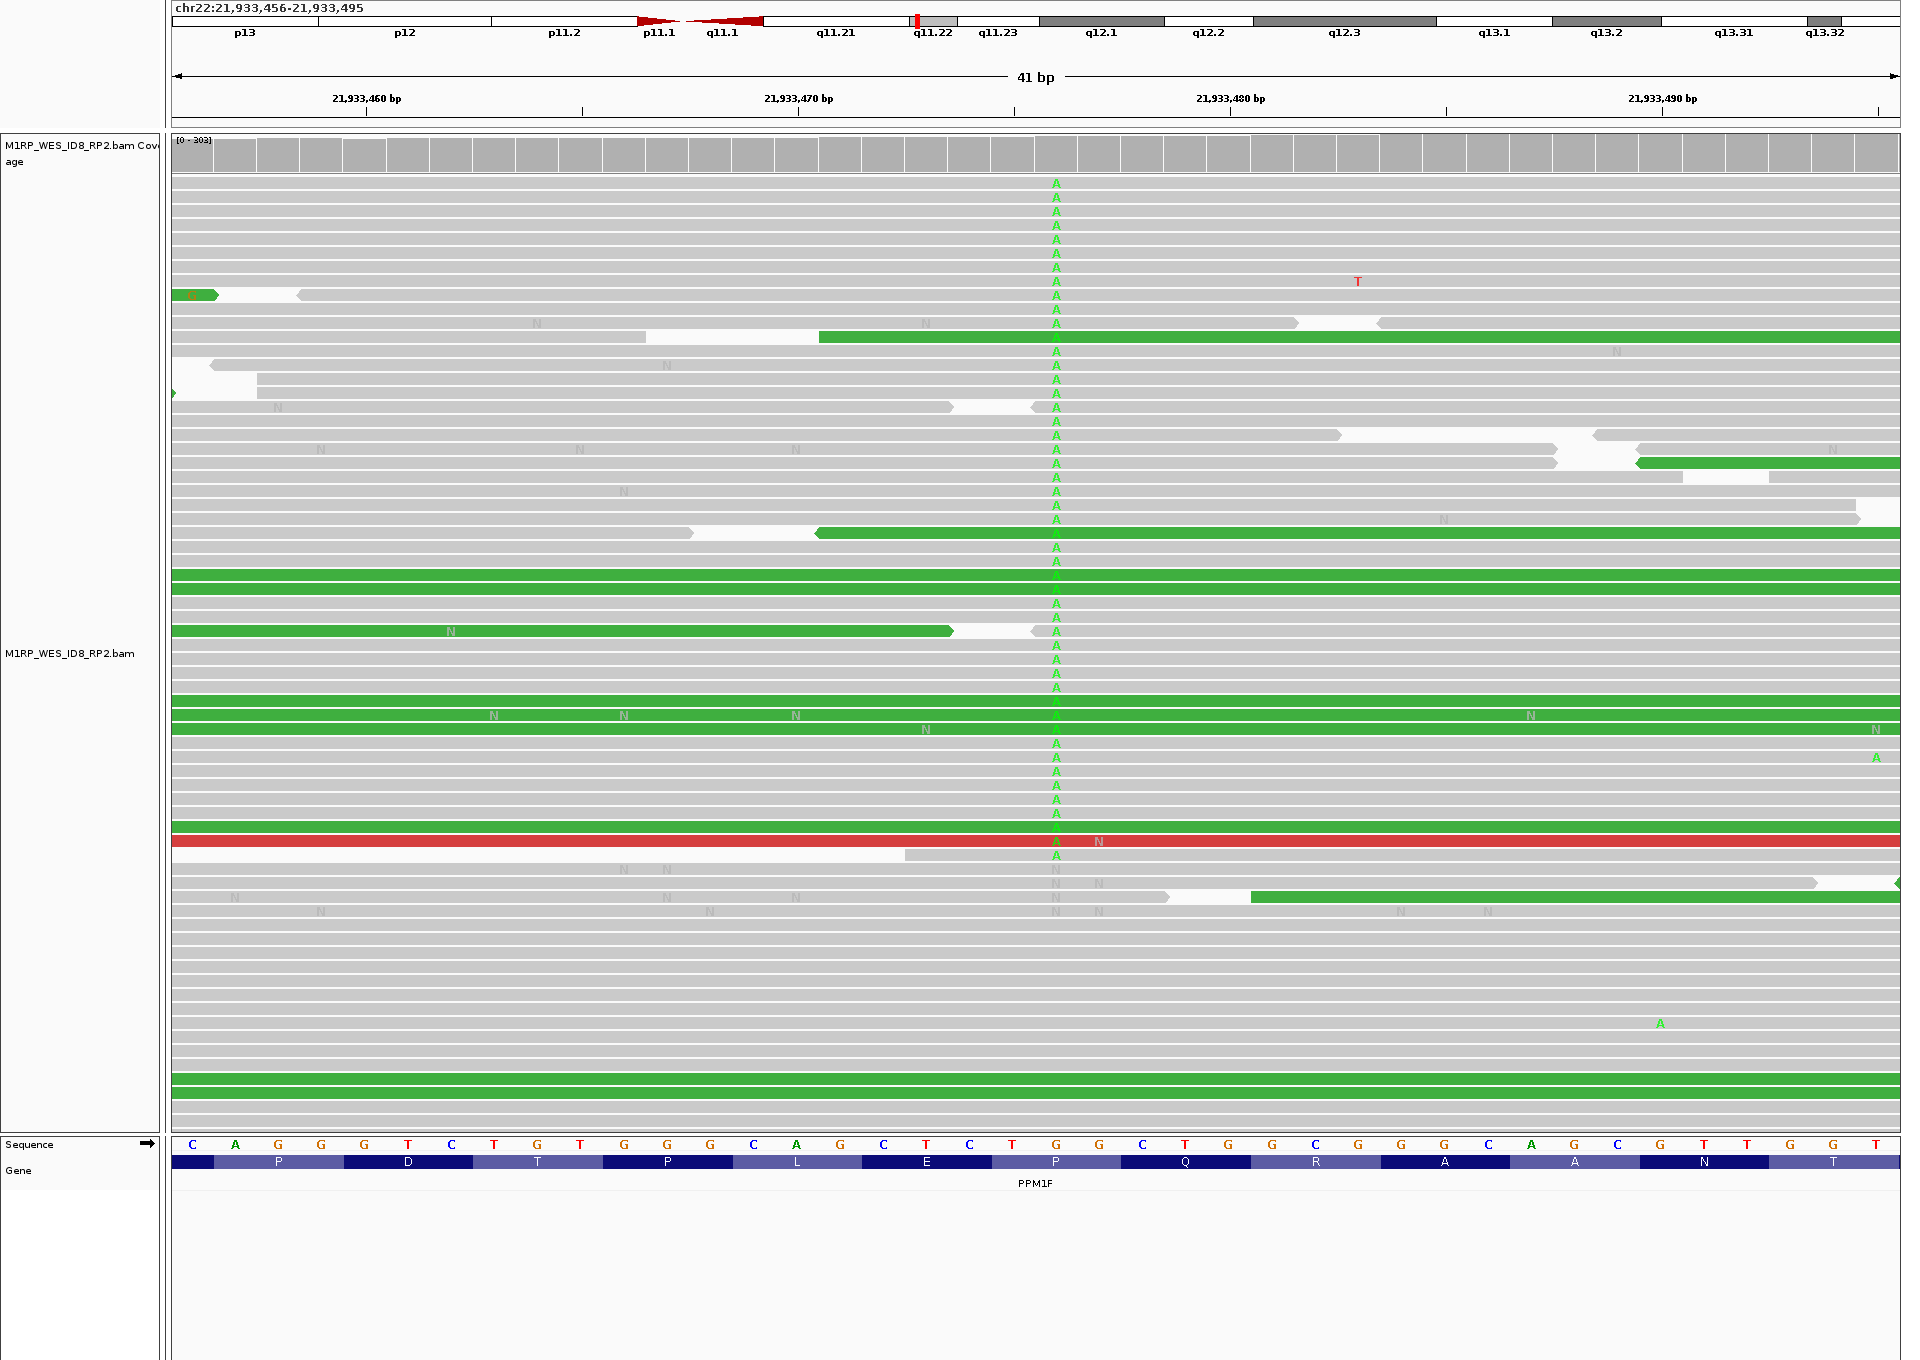 chr22:21,933,456-21,933,495
p13 p12 p11.2 p11.1 q11.1 q11.21 q11.22 q11.23 q12.1 q12.2 q12.3 q13.1 q13.2 q13.31 q13.32
41 bp
21,933,460 bp 21,933,470 bp 21,933,480 bp 21,933,490 bp
M1RP_WES_ID8_RP2.bam Cov
age
[0 - 303]
A
A
A
A
A
A
A
A T
G A
A
N N A
A
A N
N A
A
A
N A
A
A
N N N A N
A
A
N A
A
A N
A
A
A
A
A
A
A
N A
A
A
A
A
A
N N N A N
N A N
A
A A
A
A
A
A
A
A N
A
N N N
N N
N N N N
N N N N N N
A
M1RP_WES_ID8_RP2.bam
Sequence C A G G G T C T G T G G G C A G C T C T G G C T G G C G G G C A G C G T T G G T
Gene P D T P L E P Q R A A N T
PPM1F